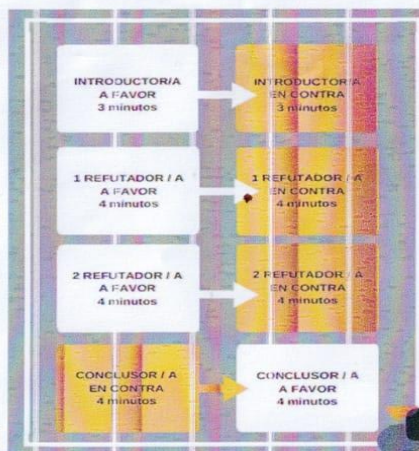 INTRODUCTOR/A
A FAVOR
3 minutos
INTRODUCTOR/A
EN CONTRA
3 minutos
1 REFUTADOR / A
A FAVOR
4 minutos
1 REFUTADOR / A
EN CONTRA
4 minutos
2 REFUTADOR / A
A FAVOR
4 minutos
2 REFUTADOR / A
EN CONTRA
4 minutos
CONCLUSOR / A
EN CONTRA
4 minutos
CONCLUSOR / A
A FAVOR
4 minutos